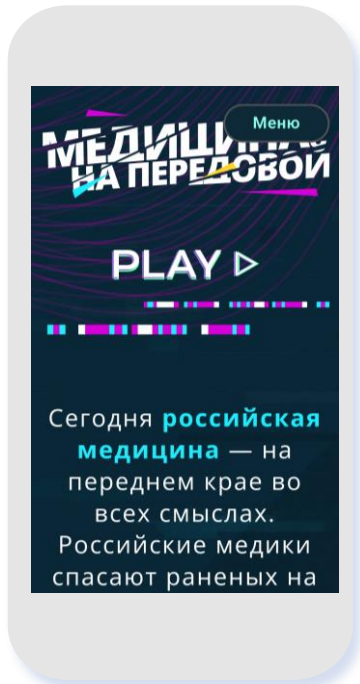 Меню
МЕДИЦИНА
НА ПЕРЕДОВОЙ
PLAY
Сегодня российская
медицина — на
переднем крае во
всех смыслах.
Российские медики
спасают раненых на